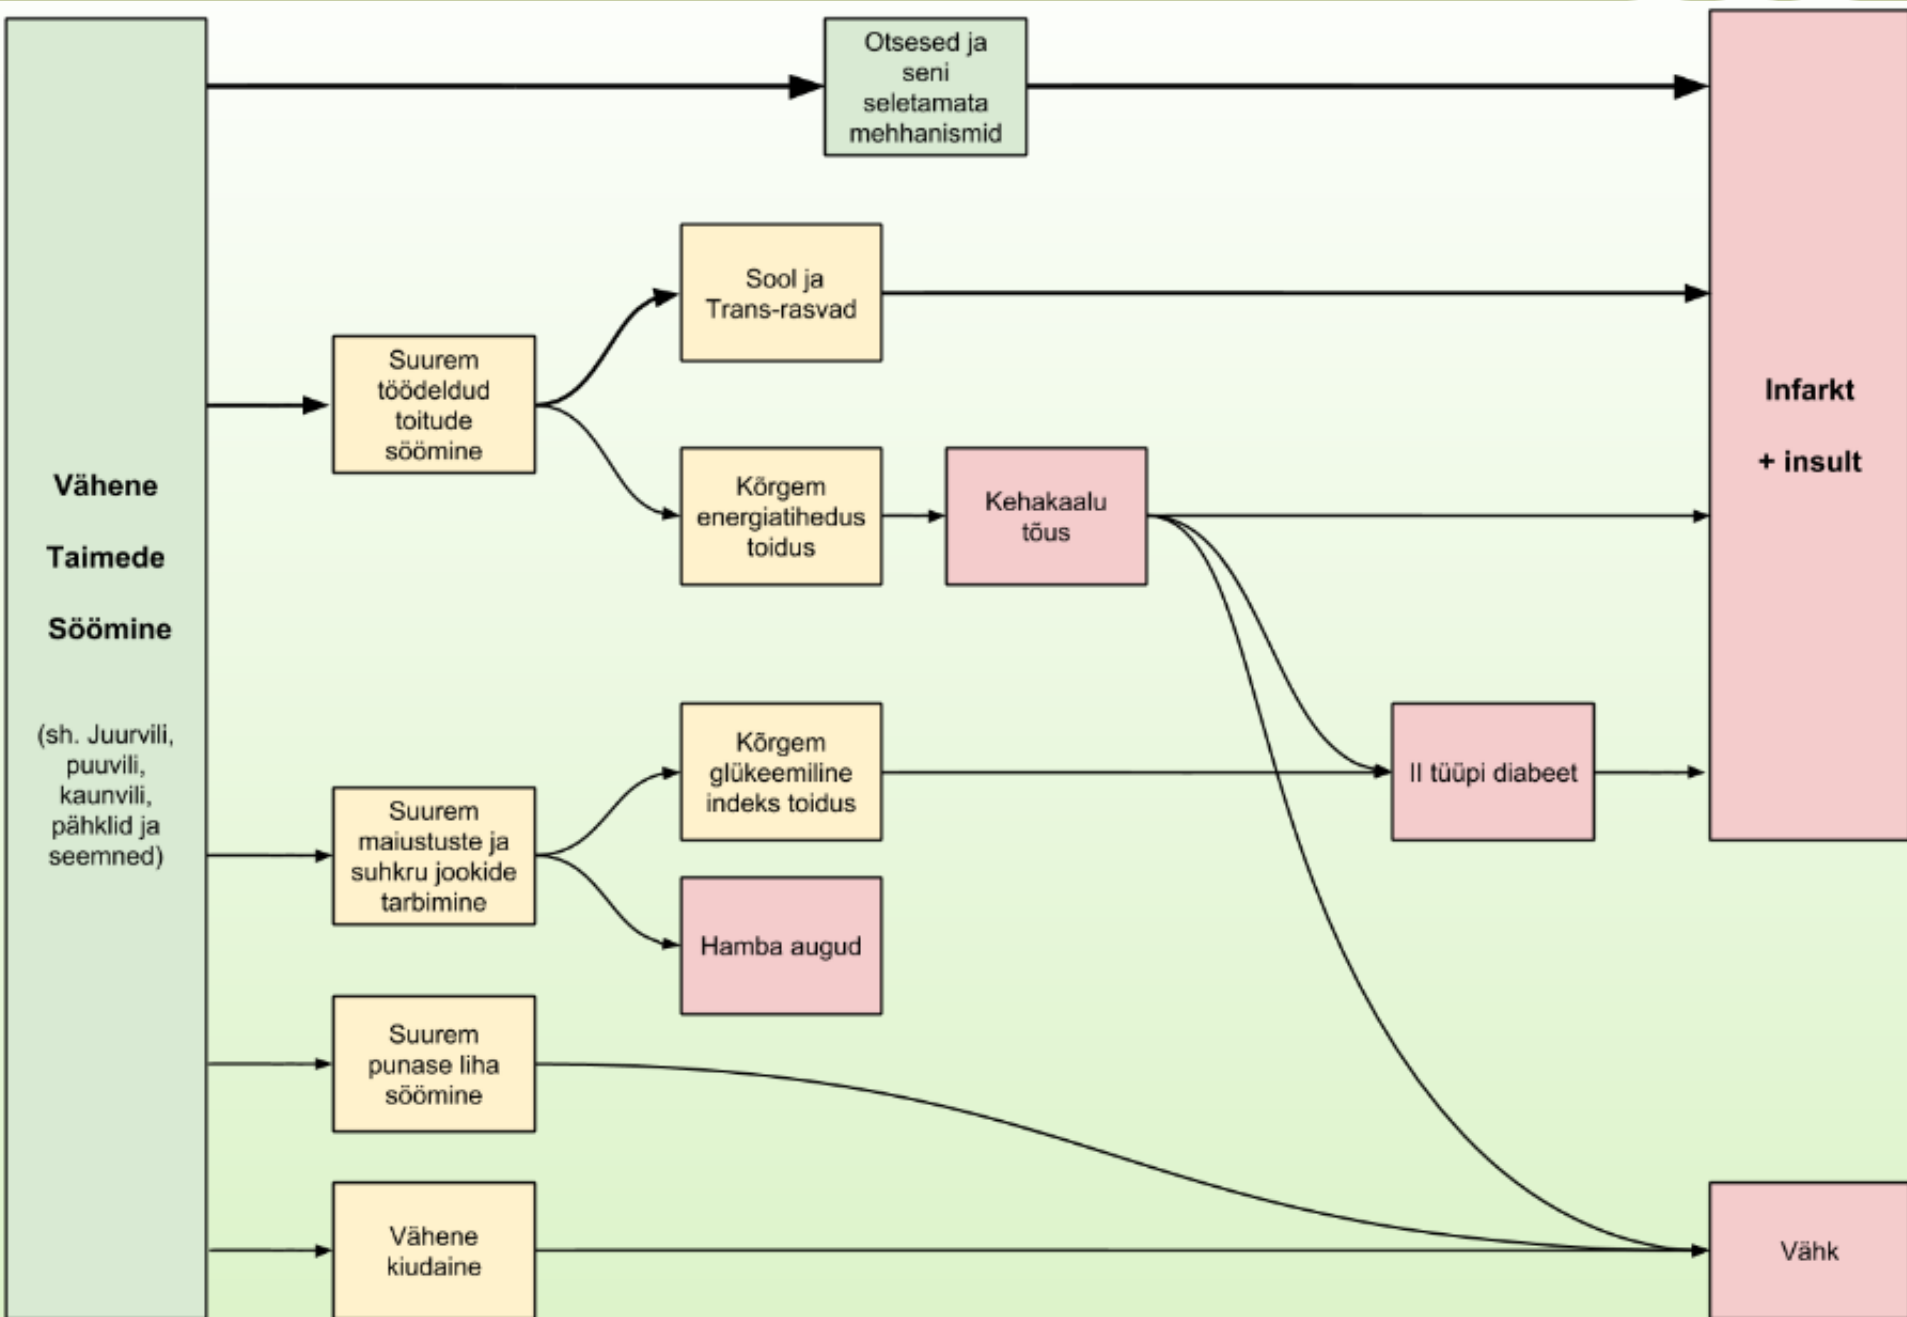 Vähene
Taimede
Söömine
(sh. Juurvili,
puuvili,
kaunvili,
pähklid ja
seemned)
Otsesed ja
seni
seletamata
mehhanismid
Suurem
töödeldud
toitude
söömine
Sool ja
Trans-rasvad
Kõrgem
energiatihedus
toidus
Kehakaalu
tõus
Suurem
maiustuste ja
suhkru jookide
tarbimine
Kõrgem
glükeemiline
indeks toidus
Hamba augud
II tüüpi diabeet
Infarkt
+ insult
Suurem
punase liha
söömine
Vähene
kiudaine
Vähk